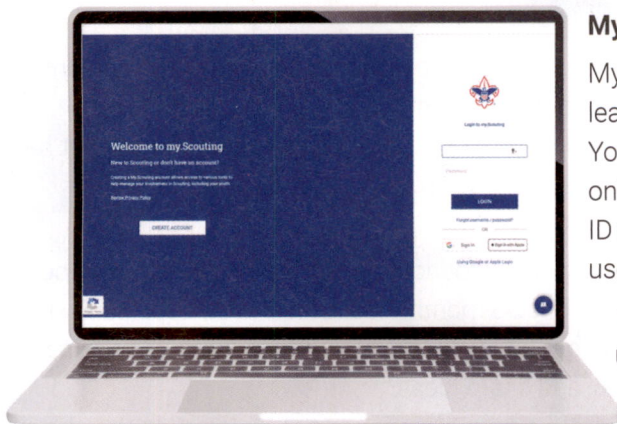 Welcome to my.Scouting
New to Scouting or don't have an account?
Creating a My.Scouting account allows access to various tools to
help manage your involvement in Scouting, including your profile.
Review Privacy Policy
CREATE ACCOUNT
Login to my.Scouting
Password
LOGIN
Forgot username / password?
OR
Sign In
Sign in with Apple
Using Google or Apple Login
My
My
lea
Yo
on
ID
us